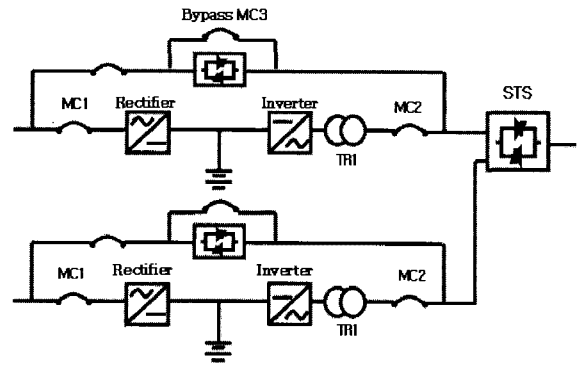 Bypass MC3
STS
MC1 Rectifier Inverter MC2
TR1
MC1 Rectifier Inverter MC2
TR1